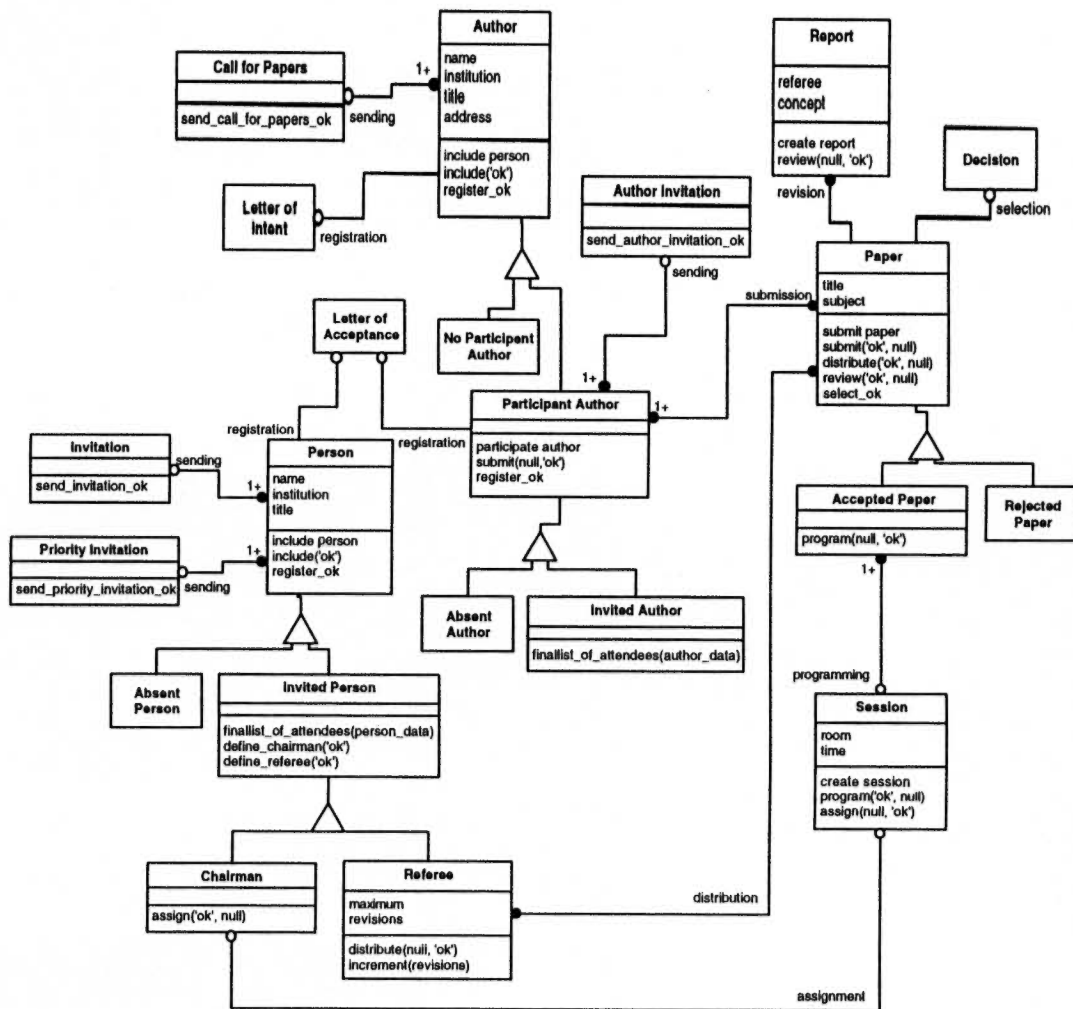 Author
name
institution
title
address
include person
include('ok')
register_ok
Call for Papers
send_call_for_papers_ok
1+
sending
Letter of
Intent
registration
Report
referee
concept
create report
review(null, 'ok')
revision
Decision
selection
Author Invitation
send_author_invitation_ok
sending
Paper
title
subject
submit paper
submit('ok', null)
distribute('ok', null)
review('ok', null)
select_ok
submission
Letter of
Acceptance
No Participant
Author
1+
1+
Participant Author
participate author
submit(null,'ok')
register_ok
registration
registration
Invitation
send_invitation_ok
sending
1+
Person
name
institution
title
include person
include('ok')
register_ok
Priority Invitation
send_priority_invitation_ok
sending
1+
Accepted Paper
program(null, 'ok')
1+
Rejected
Paper
Absent
Author
Invited Author
finallist_of_attendees(author_data)
Absent
Person
Invited Person
finallist_of_attendees(person_data)
define_chairman('ok')
define_referee('ok')
programming
Session
room
time
create session
program('ok', null)
assign(null, 'ok')
Chairman
assign('ok', null)
Referee
maximum
revisions
distribute(null, 'ok')
increment(revisions)
distribution
assignment